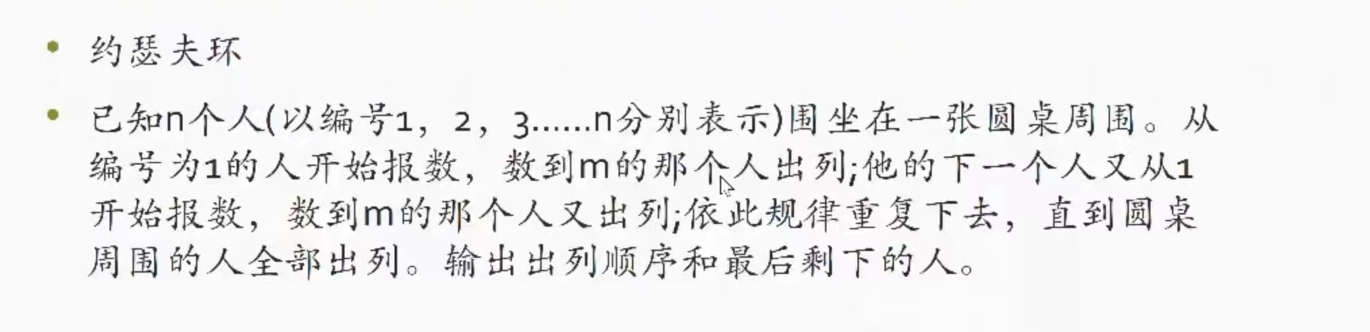 约瑟夫环
已知n个人(以编号1，2，3……n分别表示)围坐在一张圆桌周围。从
编号为1的人开始报数，数到m的那个人出列;他的下一个人又从1
开始报数，数到m的那个人又出列;依此规律重复下去，直到圆桌
周围的人全部出列。输出出列顺序和最后剩下的人。